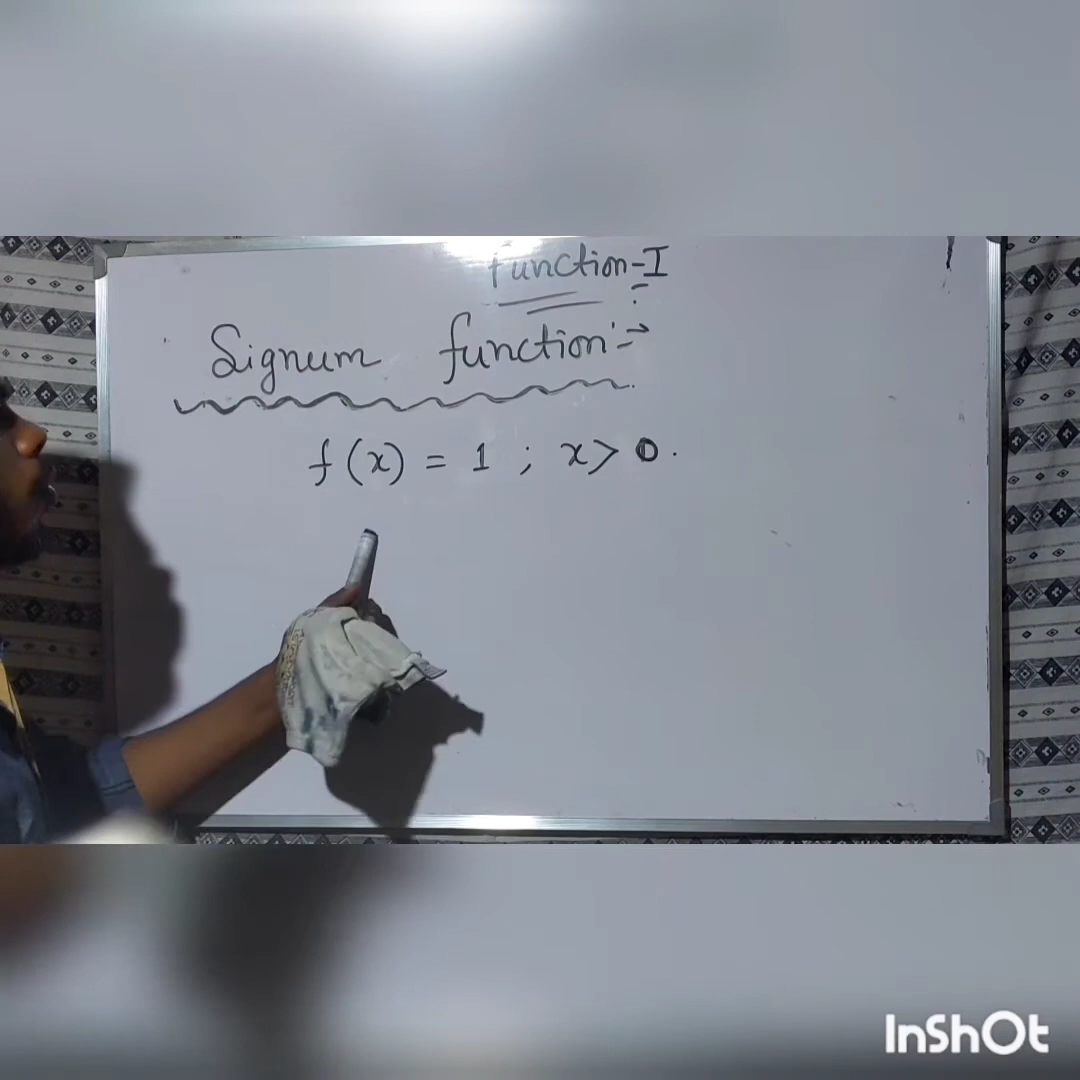 Function-I
Signum function:→
f(x) = 1 ; x > 0.
InShOt